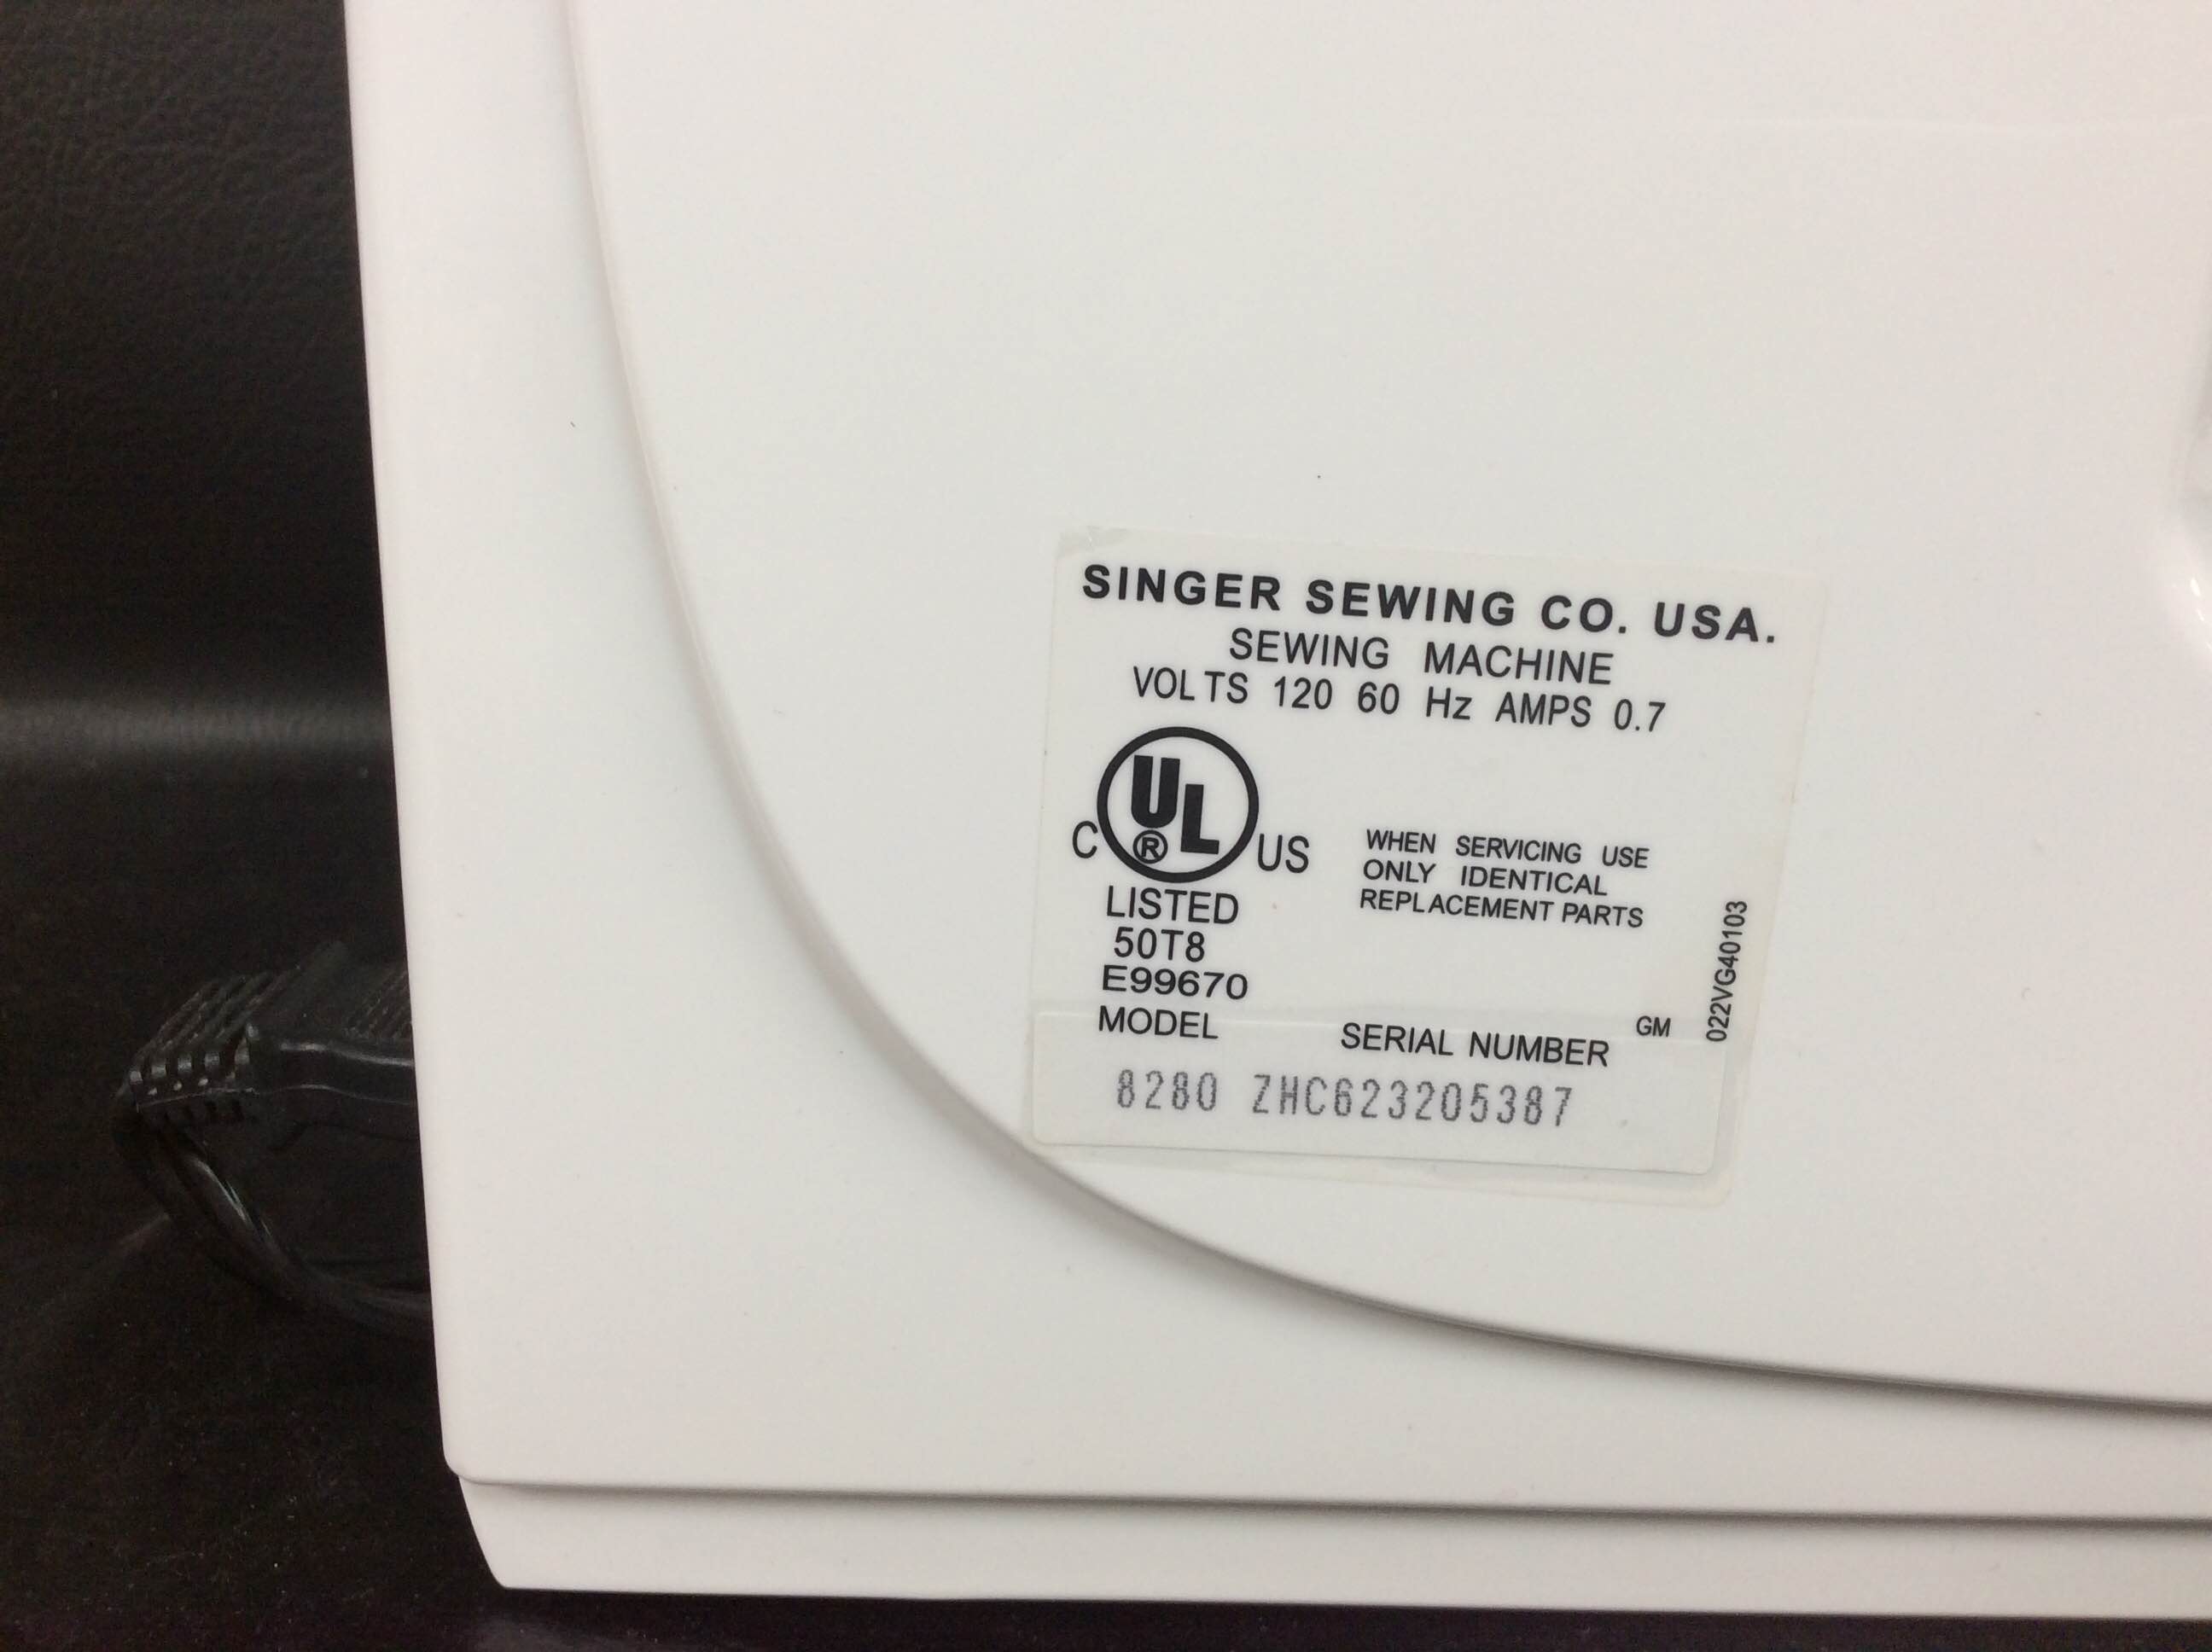 SINGER SEWING CO. USA.
SEWING MACHINE
VOLTS 120 60 Hz AMPS 0.7
C UL ® US
LISTED
50T8
E99670
WHEN SERVICING USE
ONLY IDENTICAL
REPLACEMENT PARTS
022VG40103
MODEL SERIAL NUMBER GM
8280 ZHC623205387